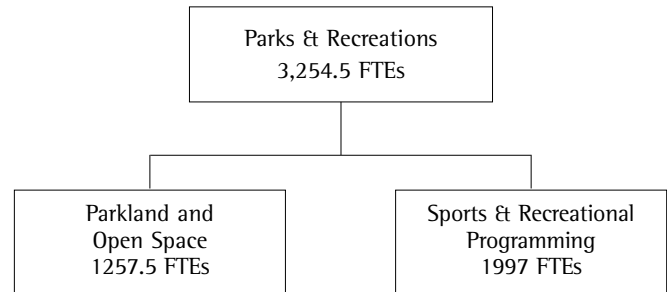 Parks & Recreations
3,254.5 FTEs
Parkland and
Open Space
1257.5 FTEs
Sports & Recreational
Programming
1997 FTEs